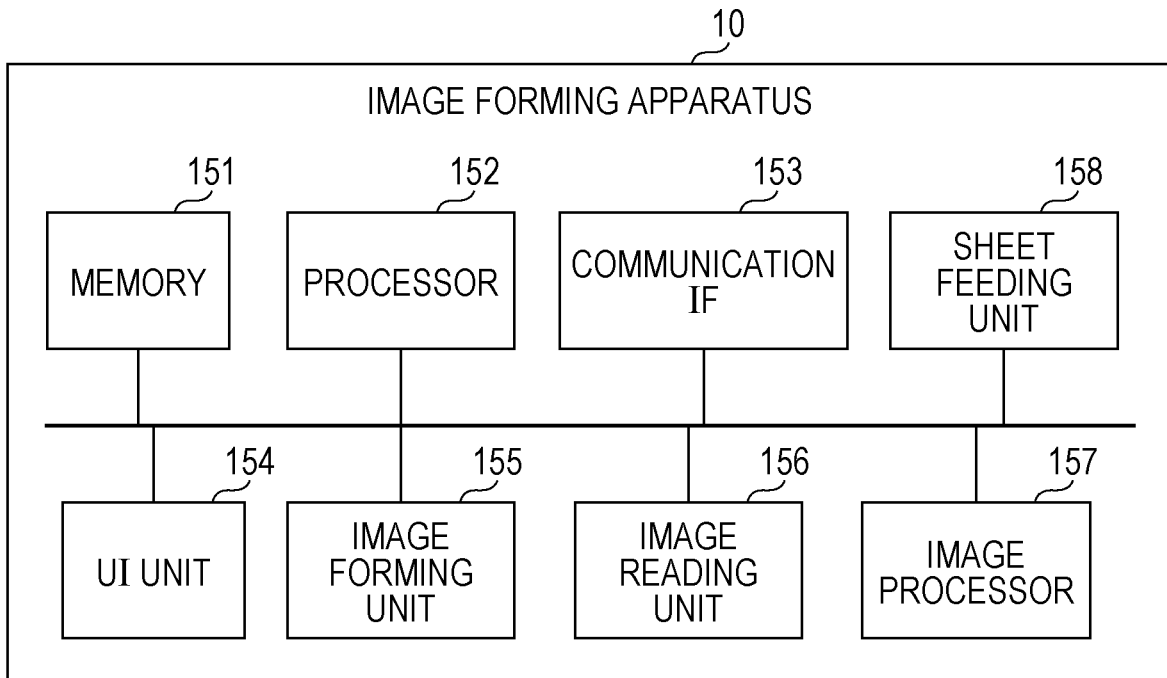 10
IMAGE FORMING APPARATUS
151
152
153
158
MEMORY
PROCESSOR
COMMUNICATION
IF
SHEET
FEEDING
UNIT
154
155
156
157
UI UNIT
IMAGE
FORMING
UNIT
IMAGE
READING
UNIT
IMAGE
PROCESSOR